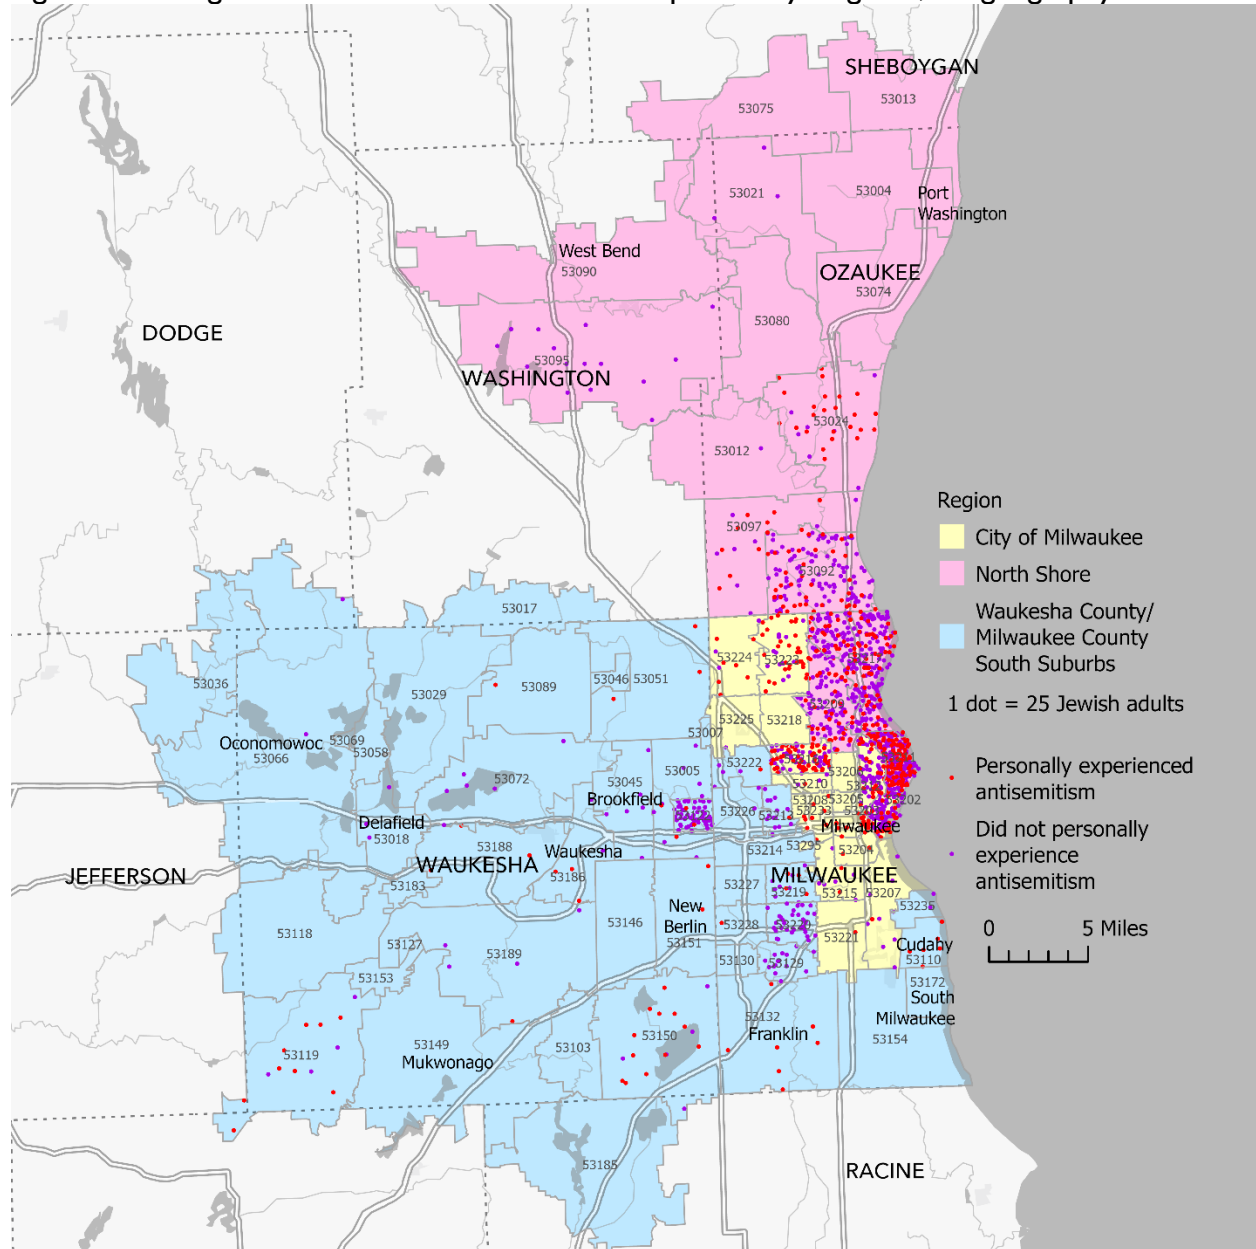 SHEBOYGAN
53075
53013
53021
53004
Port
Washington
West Bend
53090
OZAUKEE
53074
DODGE
53080
53095
WASHINGTON
53024
53012
53097
Region
City of Milwaukee
53092
North Shore
Waukesha County/
Milwaukee County
South Suburbs
53017
53224
53036
53029
53089
53046
53051
1 dot = 25 Jewish adults
53225
53218
53007
Oconomowoc
53066
53069
53058
53222
53072
53045
53005
Personally experienced
antisemitism
53210
Brookfield
53226
Milwaukee
Did not personally
experience
antisemitism
Delafield
53018
53188
Waukesha
53214
53295
53204
WAUKESHA
53186
JEFFERSON
MILWAUKEE
53183
53227
53219
53215
53207
53235
New
Berlin
53151
53118
53146
53228
53221
0
5 Miles
53127
53189
Cudahy
53110
53130
53129
53153
53172
South
Milwaukee
53132
Franklin
53154
53149
Mukwonago
53103
53150
53119
53185
RACINE